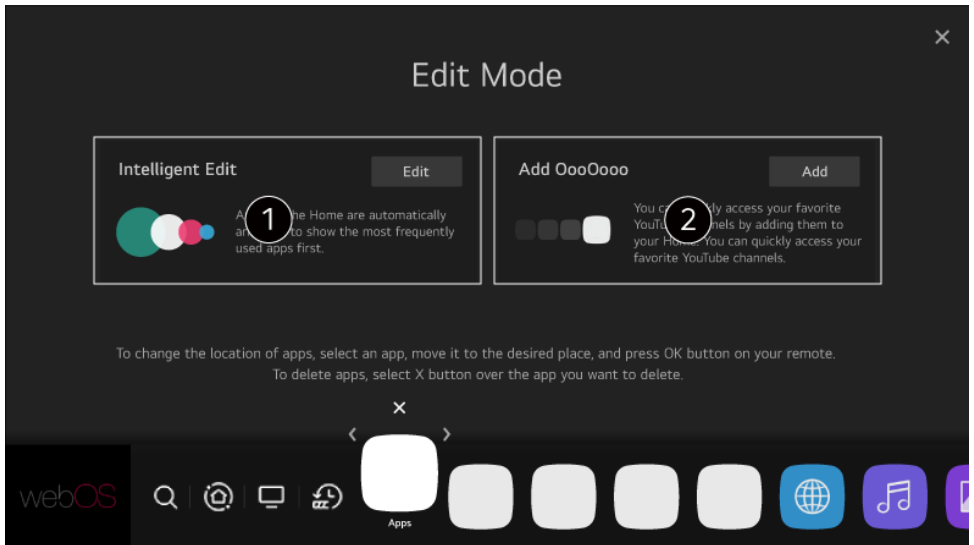 Edit Mode
Intelligent Edit
Edit
1
he Home are automatically
to show the most frequently
used apps first.
Add OooOooo
Add
2
You ly access your favorite
nels by adding them to
your You can quickly access your
favorite YouTube channels.
To change the location of apps, select an app, move it to the desired place, and press OK button on your remote.
To delete apps, select X button over the app you want to delete.
webOS
Apps